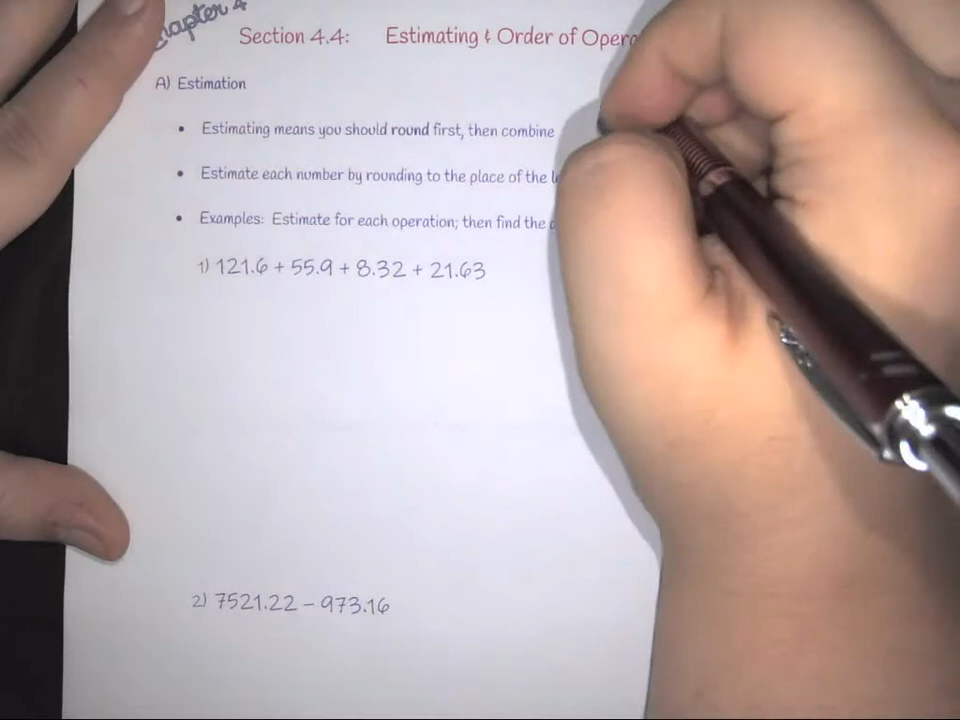 Chapter 4
Section 4.4: Estimating & Order of
A) Estimation
• Estimating means you should round first, then combine
• Estimate each number by rounding to the place of the
• Examples: Estimate for each operation; then find the
1) 121.6 + 55.9 + 8.32 + 21.63
2) 7521.22 – 973.16